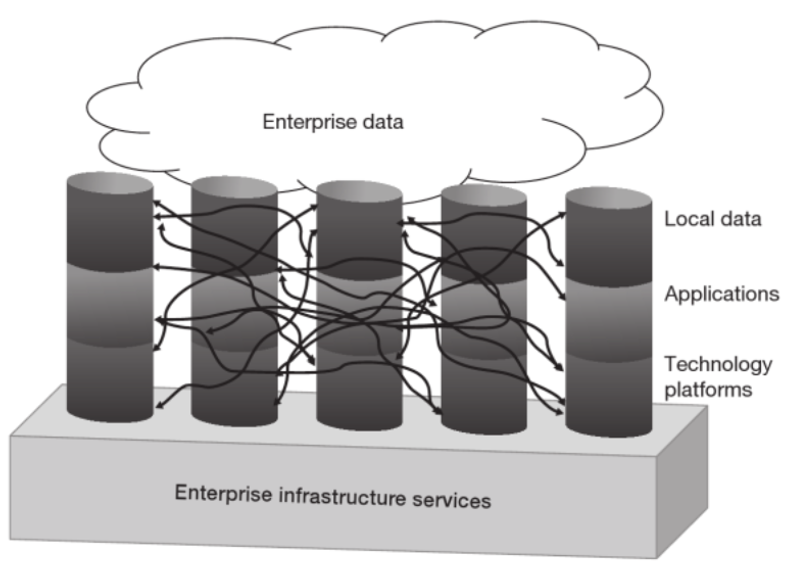 Enterprise data
Local data
Applications
Technology
platforms
Enterprise infrastructure services